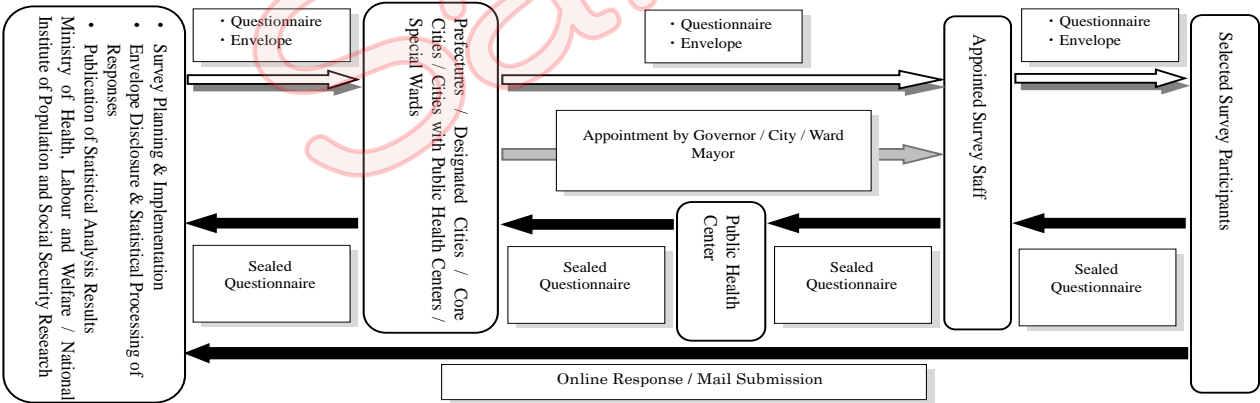 • Survey Planning & Implementation
• Envelope Disclosure & Statistical Processing of
Responses
• Publication of Statistical Analysis Results
Ministry of Health, Labour and Welfare / National
Institute of Population and Social Security Research
・ Questionnaire
・ Envelope
Sealed
Questionnaire
Prefectures / Designated Cities / Core
Cities / Cities with Public Health Centers /
Special Wards
・ Questionnaire
・ Envelope
Appointment by Governor / City / Ward
Mayor
Sealed
Questionnaire
Public Health
Center
Sealed
Questionnaire
Appointed Survey Staff
・ Questionnaire
・ Envelope
Sealed
Questionnaire
Selected Survey Participants
Online Response / Mail Submission